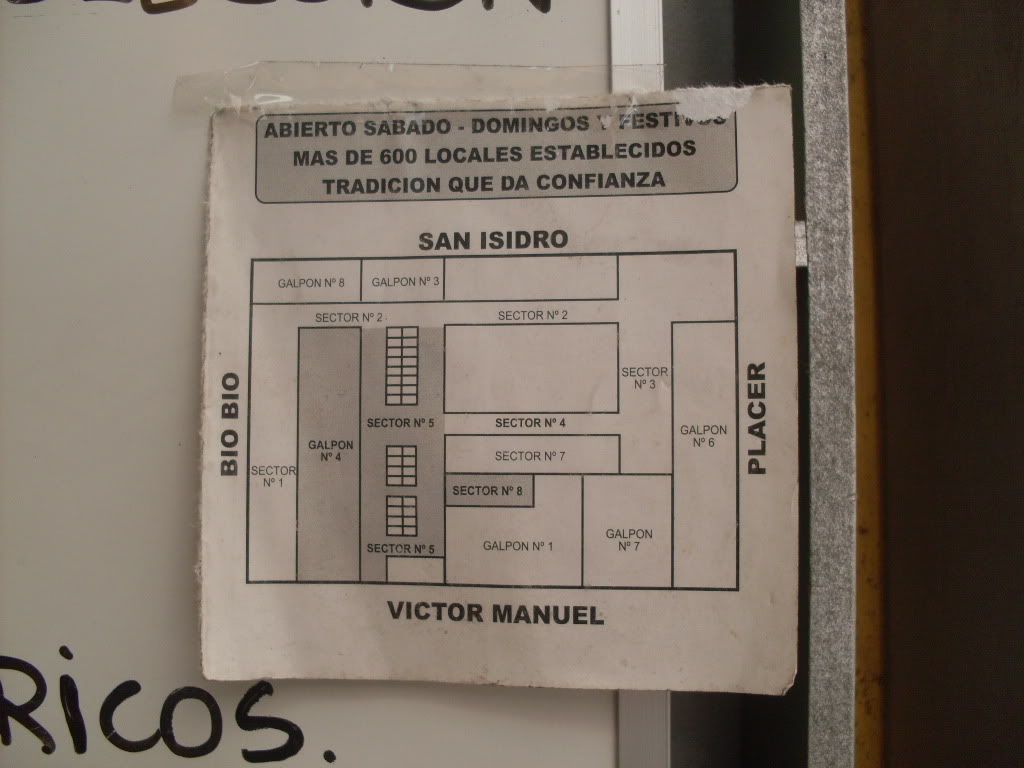 ABIERTO SABADO - DOMINGOS Y FESTIVOS
MAS DE 600 LOCALES ESTABLECIDOS
TRADICION QUE DA CONFIANZA
SAN ISIDRO
GALPON Nº 8
GALPON Nº 3
SECTOR Nº 2
SECTOR Nº 2
BIO BIO
SECTOR
Nº 1
GALPON
Nº 4
SECTOR Nº 5
SECTOR Nº 5
SECTOR Nº 4
SECTOR Nº 7
SECTOR Nº 8
GALPON Nº 1
GALPON
Nº 7
SECTOR
Nº 3
GALPON
Nº 6
PLACER
VICTOR MANUEL
RICOS.